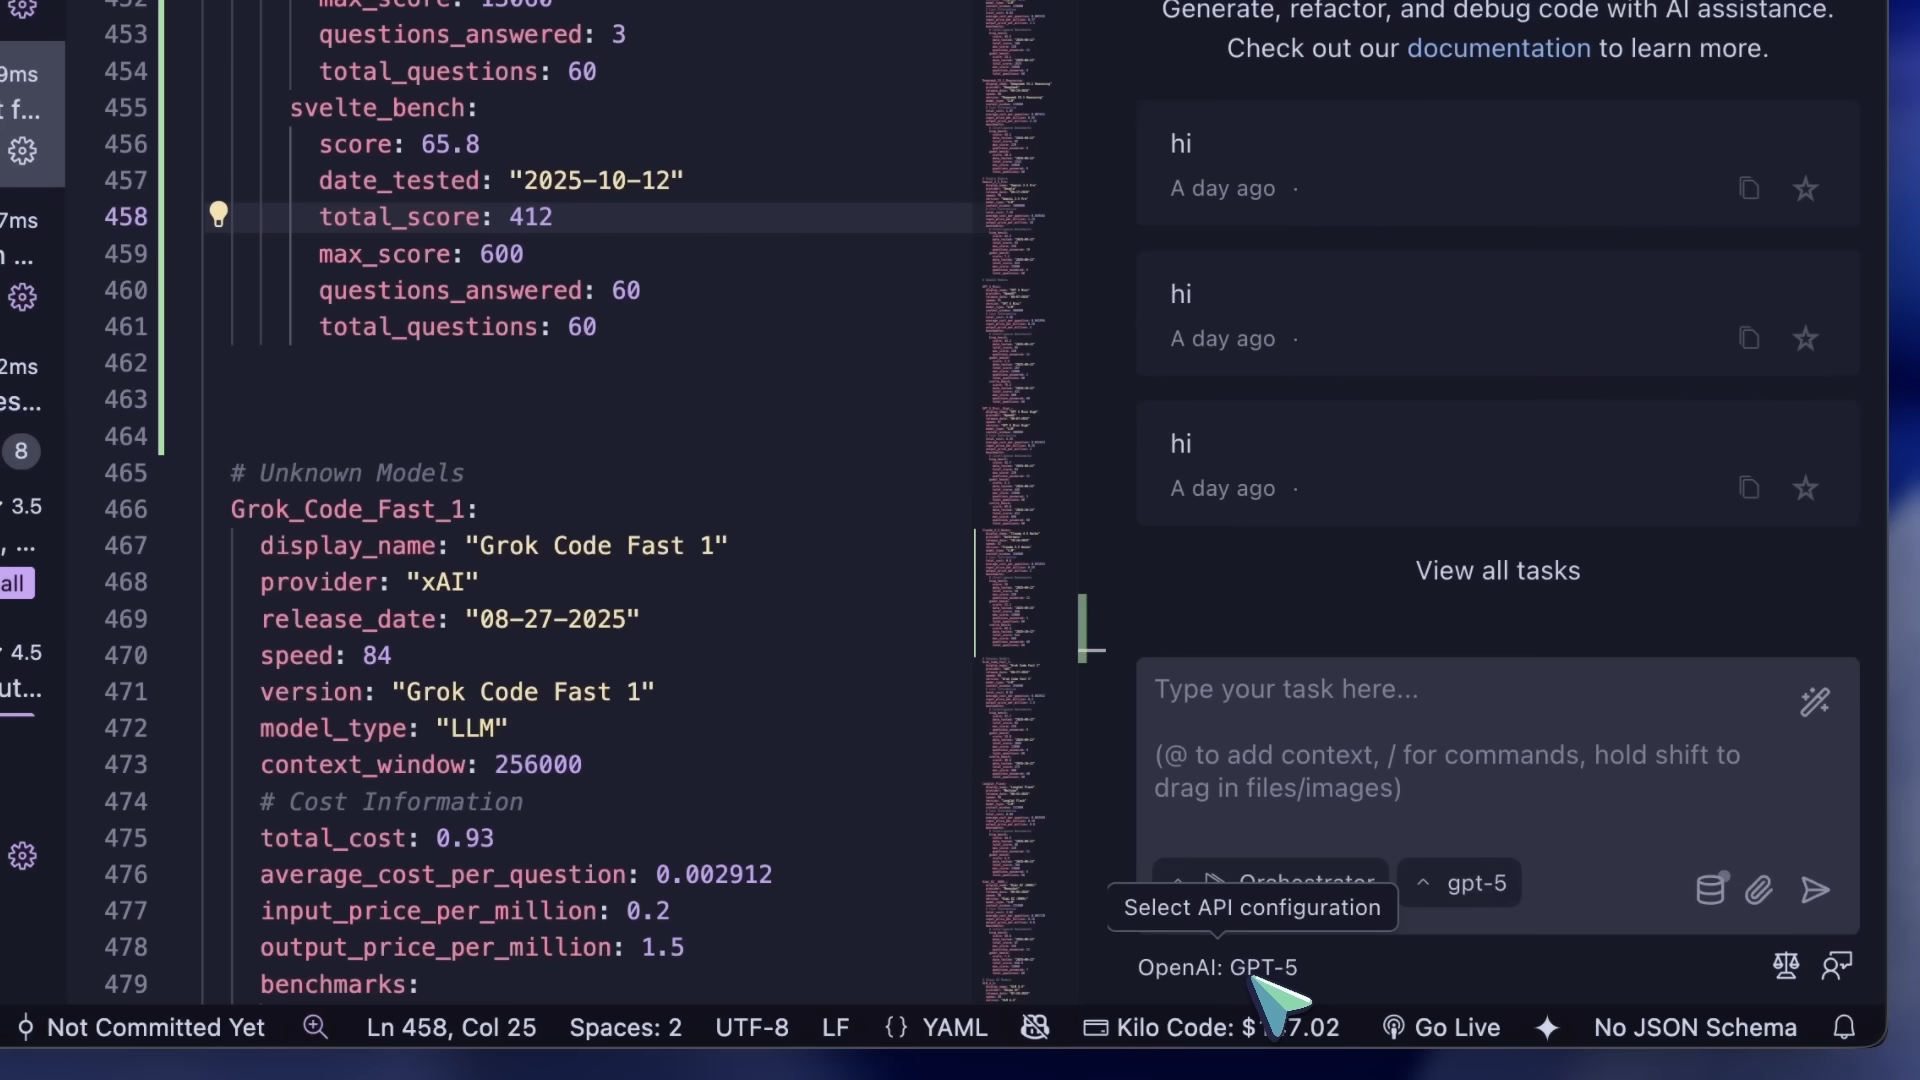 9ms
t f...
7ms
n ...
2ms
es...
8
3.5
, ...
all
4.5
ut...
452
max_score: 15060
453
questions_answered: 3
454
total_questions: 60
455
svelte_bench:
456
score: 65.8
457
date_tested: "2025-10-12"
458
total_score: 412
459
max_score: 600
460
questions_answered: 60
461
total_questions: 60
462
463
464
465
# Unknown Models
466
Grok_Code_Fast_1:
467
display_name: "Grok Code Fast 1"
468
provider: "xAI"
469
release_date: "08-27-2025"
470
speed: 84
471
version: "Grok Code Fast 1"
472
model_type: "LLM"
473
context_window: 256000
474
# Cost Information
475
total_cost: 0.93
476
average_cost_per_question: 0.002912
477
input_price_per_million: 0.2
478
output_price_per_million: 1.5
479
benchmarks:
Generate, refactor, and debug code with AI assistance.
Check out our documentation to learn more.
hi
A day ago ·
hi
A day ago ·
hi
A day ago ·
View all tasks
Type your task here...
(@ to add context, / for commands, hold shift to
drag in files/images)
Orchestrator
gpt-5
Select API configuration
OpenAI: GPT-5
Not Committed Yet
Ln 458, Col 25
Spaces: 2
UTF-8
LF
{} YAML
Kilo Code: $ 7.02
Go Live
No JSON Schema